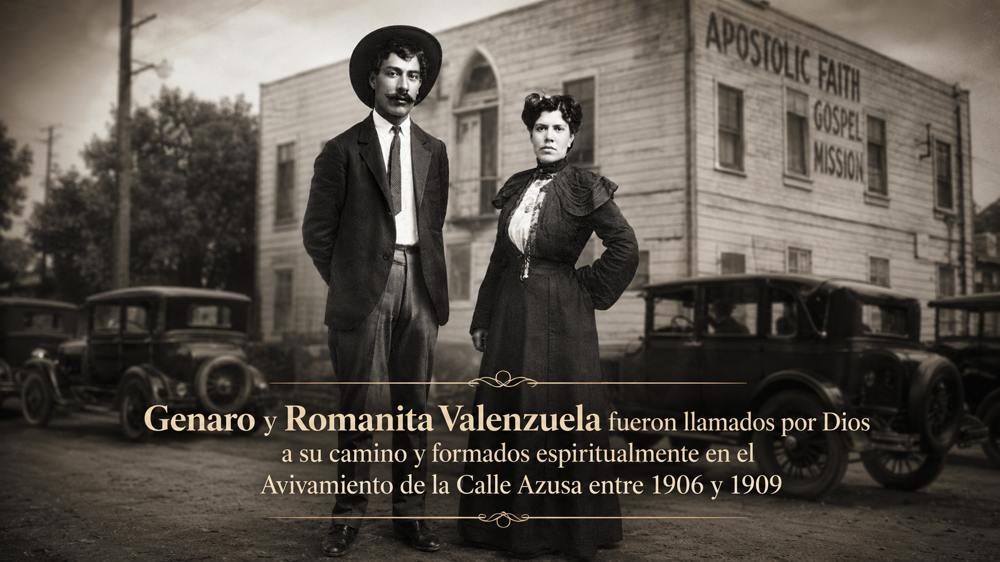 APOSTOLIC FAITH
GOSPEL
MISSION
Genaro y Romanita Valenzuela fueron llamados por Dios
a su camino y formados espiritualmente en el
Avivamiento de la Calle Azusa entre 1906 y 1909